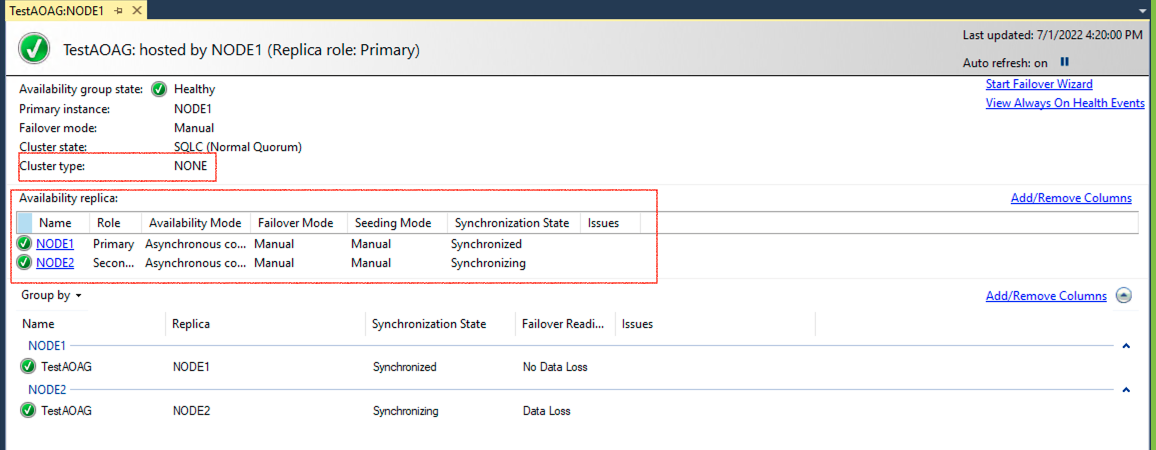 TestAOAG:NODE1
TestAOAG: hosted by NODE1 (Replica role: Primary)
Last updated: 7/1/2022 4:20:00 PM
Auto refresh: on
Availability group state: Healthy
Start Failover Wizard
Primary instance: NODE1
View Always On Health Events
Failover mode: Manual
Cluster state: SQLC (Normal Quorum)
Cluster type: NONE
Availability replica: Add/Remove Columns
Name Role Availability Mode Failover Mode Seeding Mode Synchronization State Issues
NODE1 Primary Asynchronous co... Manual Manual Synchronized
NODE2 Secon... Asynchronous co... Manual Manual Synchronizing
Group by Add/Remove Columns
Name Replica Synchronization State Failover Readi... Issues
NODE1
TestAOAG NODE1 Synchronized No Data Loss
NODE2
TestAOAG NODE2 Synchronizing Data Loss